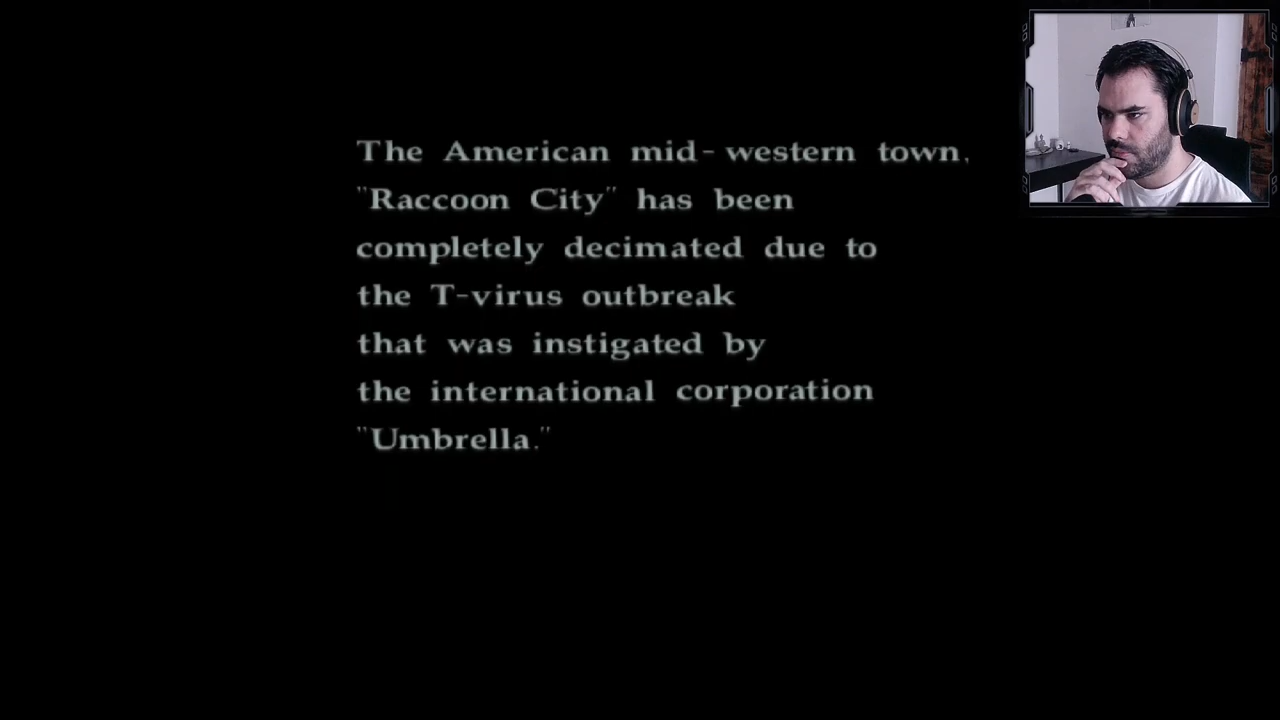 The American mid-western town,
"Raccoon City" has been
completely decimated due to
the T-virus outbreak
that was instigated by
the international corporation
"Umbrella."